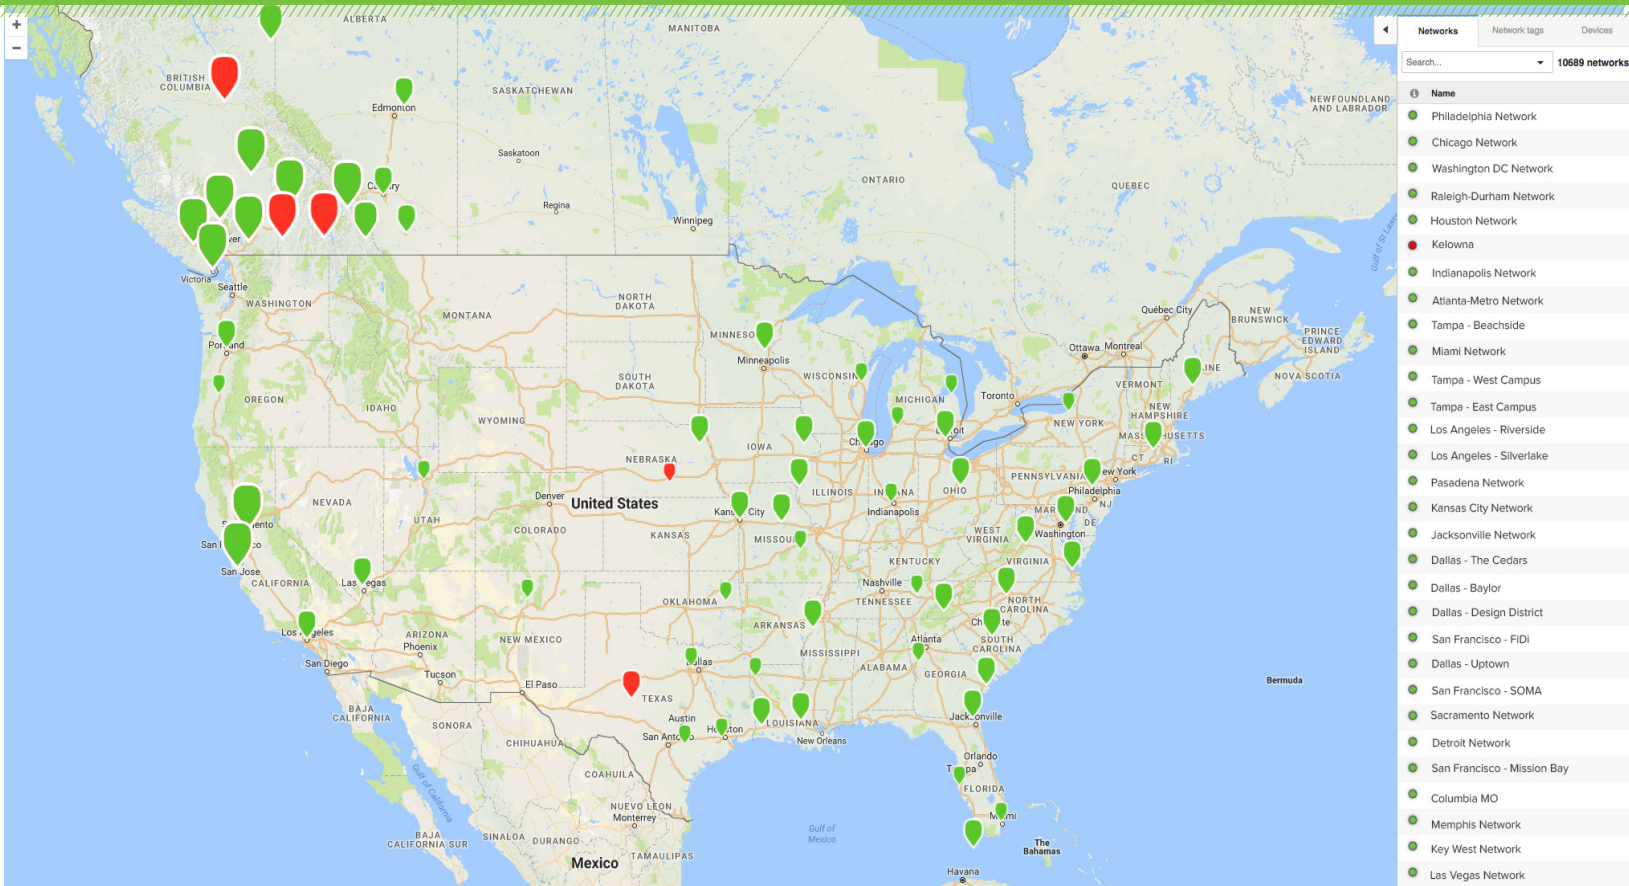 +
−
ALBERTA
MANITOBA
BRITISH
COLUMBIA
SASKATCHEWAN
Edmonton
NEWFOUNDLAND
AND LABRADOR
Saskatoon
ONTARIO
QUEBEC
Regina
Winnipeg
Gulf of St
Victoria
Seattle
WASHINGTON
MONTANA
NORTH
DAKOTA
Québec City
NEW
BRUNSWICK
PRINCE
EDWARD
ISLAND
NOVA SCOTIA
Minneapolis
Ottawa
Montreal
SOUTH
DAKOTA
WISCONSIN
MICHIGAN
Toronto
VERMONT
OREGON
IDAHO
WYOMING
NEW
HAMPSHIRE
NEW YORK
IOWA
NEBRASKA
CT
RI
PENNSYLVANIA
Philadelphia
NJ
NEVADA
Denver
United States
ILLINOIS
OHIO
Indianapolis
DE
Washington
UTAH
COLORADO
KANSAS
WEST
VIRGINIA
San Jose
CALIFORNIA
KENTUCKY
VIRGINIA
Nashville
TENNESSEE
NORTH
CAROLINA
OKLAHOMA
ARKANSAS
ARIZONA
Phoenix
NEW MEXICO
Atlanta
SOUTH
CAROLINA
MISSISSIPPI
ALABAMA
GEORGIA
San Diego
Tucson
El Paso
TEXAS
Bermuda
BAJA
CALIFORNIA
SONORA
CHIHUAHUA
Austin
LOUISIANA
New Orleans
Orlando
FLORIDA
COAHUILA
Gulf of California
NUEVO LEON
Monterrey
Gulf of
Mexico
BAJA
CALIFORNIA SUR
SINALOA
DURANGO
TAMAULIPAS
Mexico
The
Bahamas
Havana
Networks
Network tags
Devices
Search...
10689 networks
Name
Philadelphia Network
Chicago Network
Washington DC Network
Raleigh-Durham Network
Houston Network
Kelowna
Indianapolis Network
Atlanta-Metro Network
Tampa - Beachside
Miami Network
Tampa - West Campus
Tampa - East Campus
Los Angeles - Riverside
Los Angeles - Silverlake
Pasadena Network
Kansas City Network
Jacksonville Network
Dallas - The Cedars
Dallas - Baylor
Dallas - Design District
San Francisco - FiDi
Dallas - Uptown
San Francisco - SOMA
Sacramento Network
Detroit Network
San Francisco - Mission Bay
Columbia MO
Memphis Network
Key West Network
Las Vegas Network